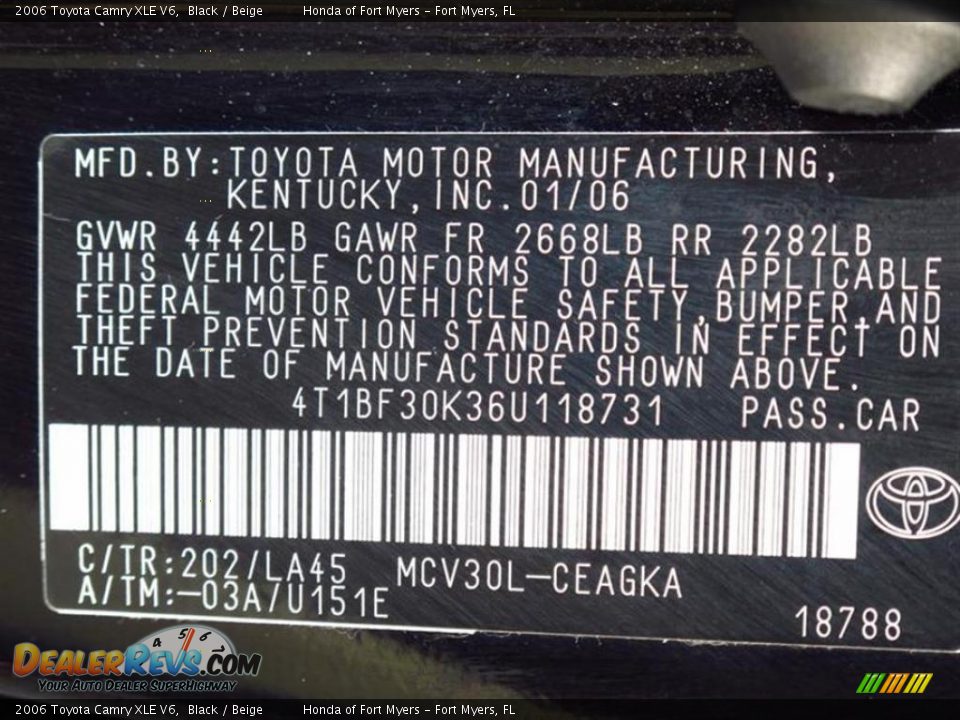 2006 Toyota Camry XLE V6, Black / Beige Honda of Fort Myers - Fort Myers, FL
MFD.BY:TOYOTA MOTOR MANUFACTURING,
KENTUCKY,INC.01/06
GVWR 4442LB GAWR FR 2668LB RR 2282LB
THIS VEHICLE CONFORMS TO ALL APPLICABLE
FEDERAL MOTOR VEHICLE SAFETY,BUMPER,AND
THEFT PREVENTION STANDARDS IN EFFECT ON
THE DATE OF MANUFACTURE SHOWN ABOVE.
4T1BF30K36U118731 PASS.CAR
C/TR:202/LA45 MCV30L-CEAGKA
A/TM:-03A/U151E
18788
4 5 6
DEALERREVS.COM
YOUR AUTO DEALER SUPERHIGHWAY
2006 Toyota Camry XLE V6, Black / Beige Honda of Fort Myers - Fort Myers, FL